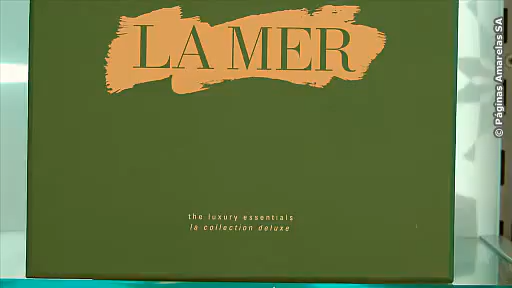 LA MER
the luxury essentials
la collection deluxe
© Páginas Amarelas SA